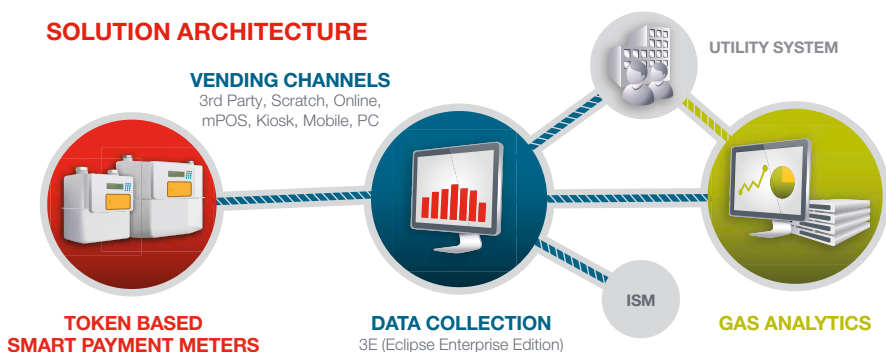 SOLUTION ARCHITECTURE
VENDING CHANNELS
3rd Party, Scratch, Online,
mPOS, Kiosk, Mobile, PC
UTILITY SYSTEM
ISM
TOKEN BASED
SMART PAYMENT METERS
DATA COLLECTION
3E (Eclipse Enterprise Edition)
GAS ANALYTICS